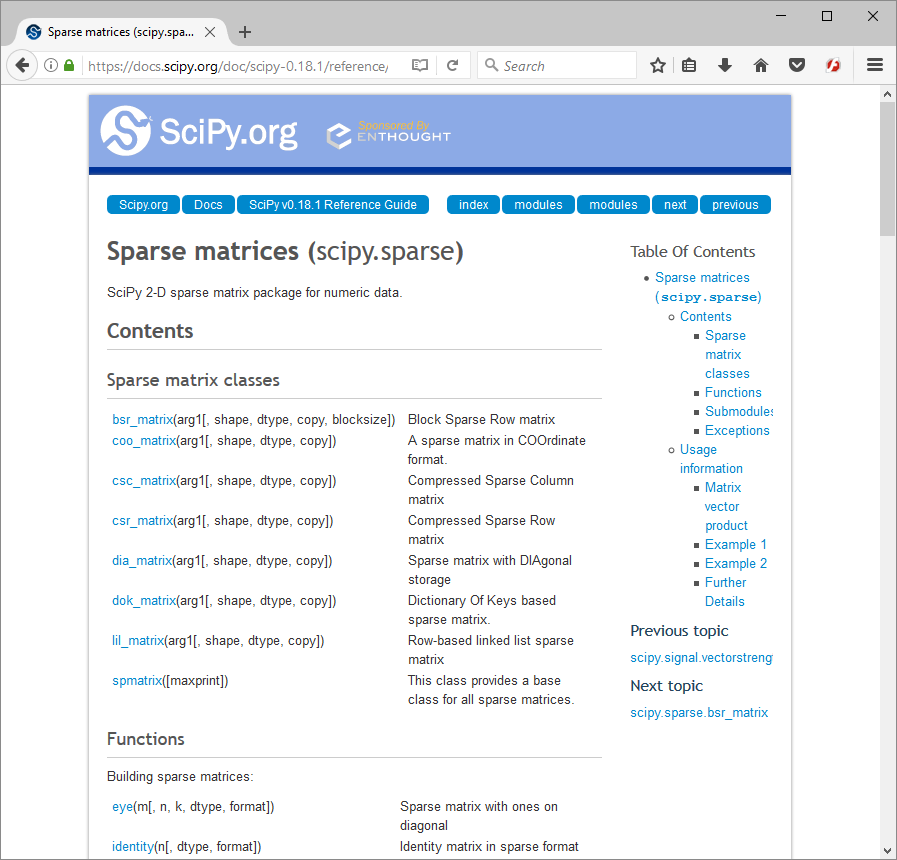 Sparse matrices (scipy.spa...
https://docs.scipy.org/doc/scipy-0.18.1/reference/
Search
SciPy.org
Sponsored By
ENTHOUGHT
Scipy.org Docs SciPy v0.18.1 Reference Guide index modules modules next previous
Sparse matrices (scipy.sparse)
SciPy 2-D sparse matrix package for numeric data.
Contents
Sparse matrix classes
bsr_matrix(arg1[, shape, dtype, copy, blocksize]) Block Sparse Row matrix
coo_matrix(arg1[, shape, dtype, copy]) A sparse matrix in COOrdinate
format.
csc_matrix(arg1[, shape, dtype, copy]) Compressed Sparse Column
matrix
csr_matrix(arg1[, shape, dtype, copy]) Compressed Sparse Row
matrix
dia_matrix(arg1[, shape, dtype, copy]) Sparse matrix with DIAgonal
storage
dok_matrix(arg1[, shape, dtype, copy]) Dictionary Of Keys based
sparse matrix.
lil_matrix(arg1[, shape, dtype, copy]) Row-based linked list sparse
matrix
spmatrix([maxprint]) This class provides a base
class for all sparse matrices.
Functions
Building sparse matrices:
eye(m[, n, k, dtype, format]) Sparse matrix with ones on
diagonal
identity(n[, dtype, format]) Identity matrix in sparse format
Table Of Contents
Sparse matrices
(scipy.sparse)
Contents
Sparse
matrix
classes
Functions
Submodules
Exceptions
Usage
information
Matrix
vector
product
Example 1
Example 2
Further
Details
Previous topic
scipy.signal.vectorstreng
Next topic
scipy.sparse.bsr_matrix